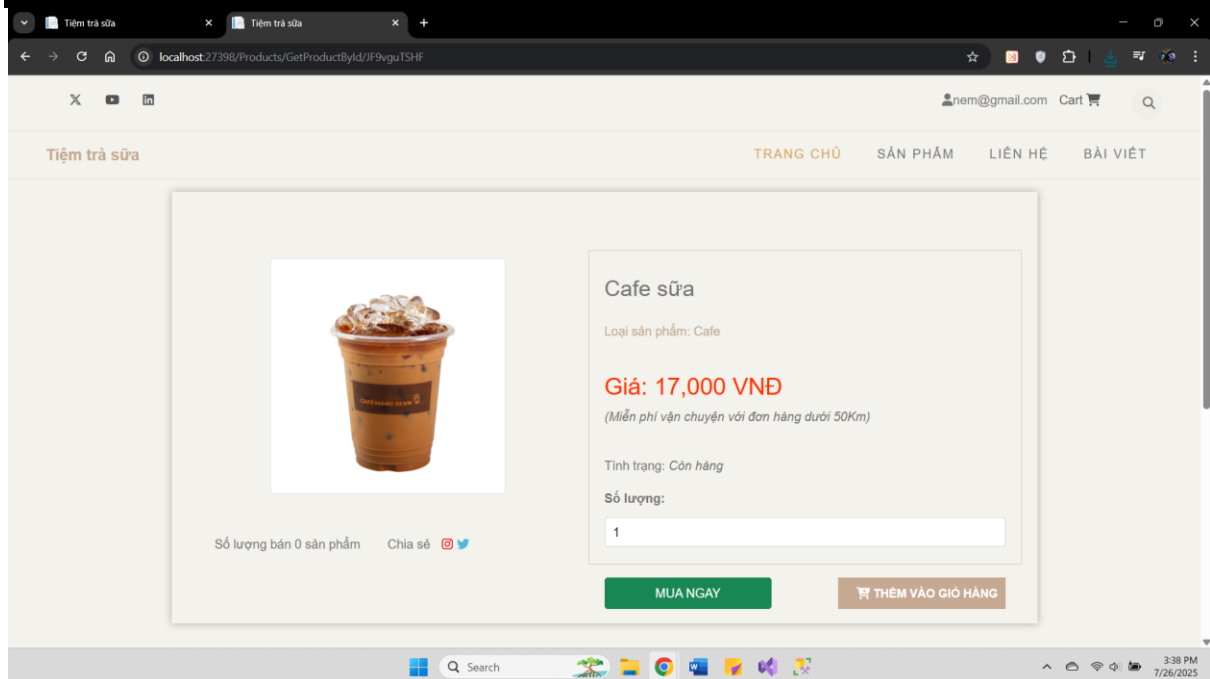 Tiệm trà sữa
Tiệm trà sữa
localhost:27398/Products/GetProductById/JF9vguTSHF
nem@gmail.com Cart
Tiệm trà sữa
TRANG CHỦ SẢN PHẨM LIÊN HỆ BÀI VIẾT
Cafe sữa
Loại sản phẩm: Cafe
Giá: 17,000 VNĐ
(Miễn phí vận chuyện với đơn hàng dưới 50Km)
Tình trạng: Còn hàng
Số lượng:
1
Số lượng bán 0 sản phẩm Chia sẻ
MUA NGAY THÊM VÀO GIỎ HÀNG
Search
3:38 PM
7/26/2025